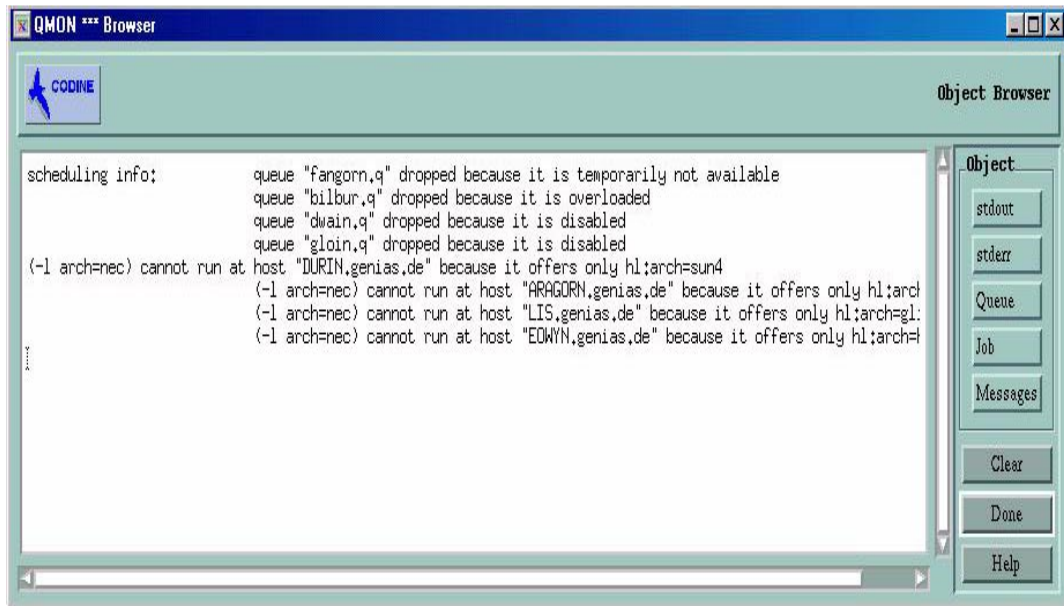 QMON *** Browser
CODINE
Object Browser
scheduling info: queue "fangorn.q" dropped because it is temporarily not available
queue "bilbur.q" dropped because it is overloaded
queue "dwain.q" dropped because it is disabled
queue "gloin.q" dropped because it is disabled
(-l arch=nec) cannot run at host "DURIN.genias.de" because it offers only hl:arch=sun4
(-l arch=nec) cannot run at host "ARAGORN.genias.de" because it offers only hl:arch
(-l arch=nec) cannot run at host "LIS.genias.de" because it offers only hl:arch=gl
(-l arch=nec) cannot run at host "EOWYN.genias.de" because it offers only hl:arch=
Object
stdout
stderr
Queue
Job
Messages
Clear
Done
Help